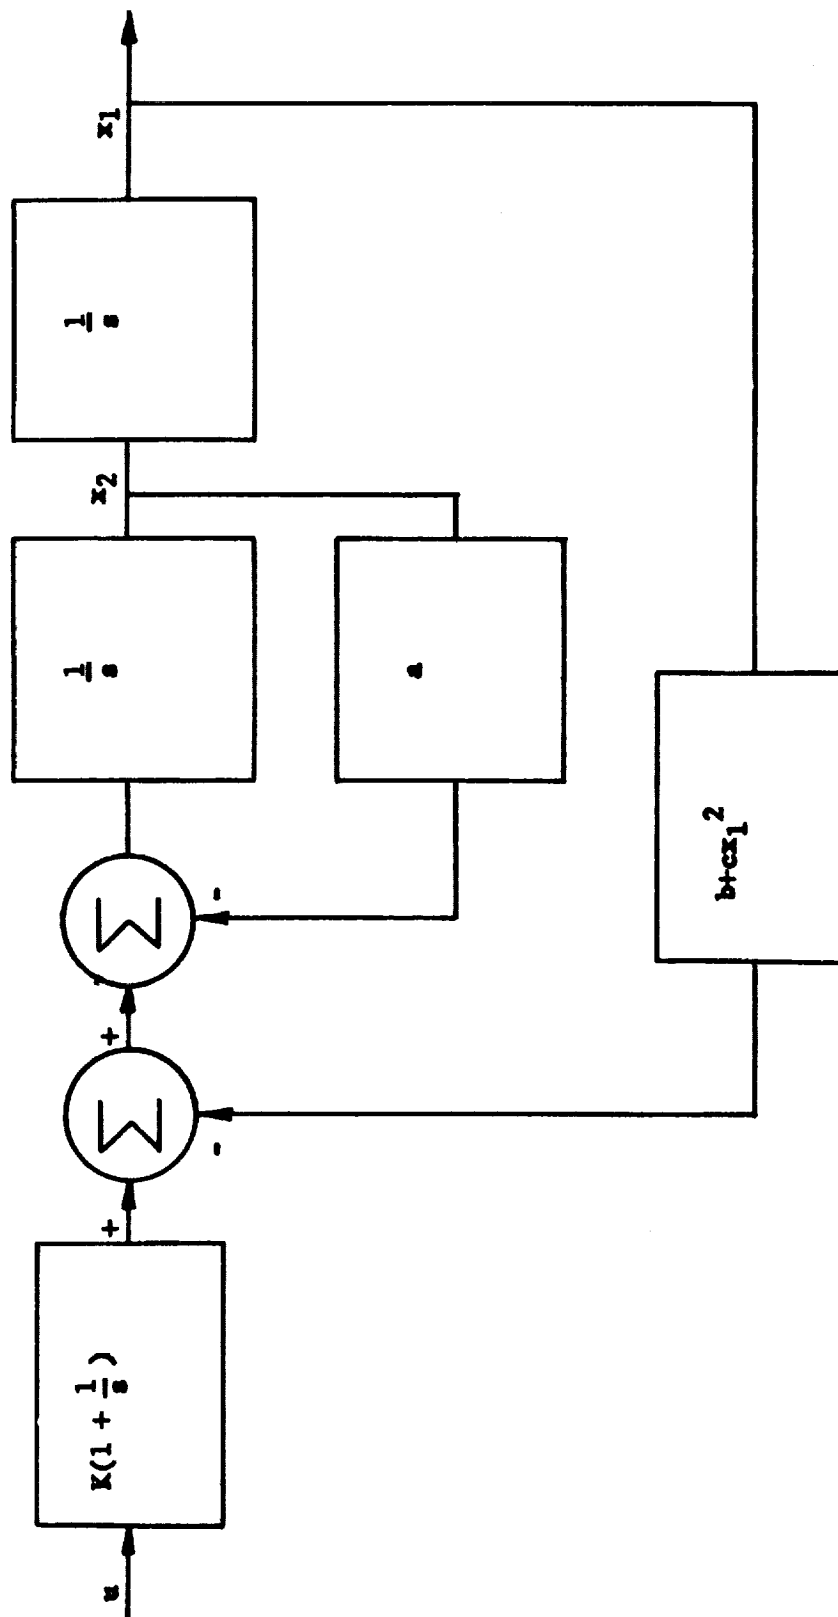 u
K(1 + 1/s)
+
Σ
-
+
Σ
-
1/s
x2
1/s
x1
a
b+cx1^2